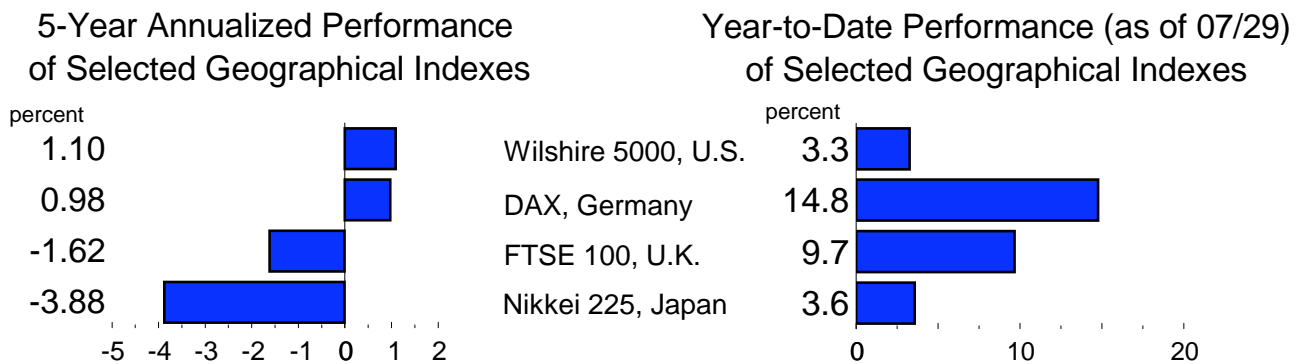 5-Year Annualized Performance
of Selected Geographical Indexes
percent
1.10
0.98
-1.62
-3.88
-5 -4 -3 -2 -1 0 1 2
Wilshire 5000, U.S.
DAX, Germany
FTSE 100, U.K.
Nikkei 225, Japan
Year-to-Date Performance (as of 07/29)
of Selected Geographical Indexes
percent
3.3
14.8
9.7
3.6
0 10 20